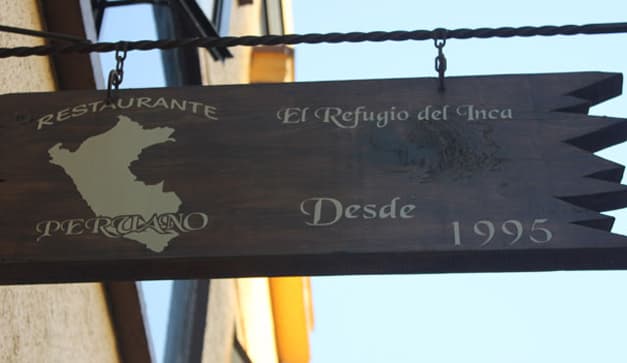 RESTAURANTE
PERUANO
El Refugio del Inca
Desde
1995